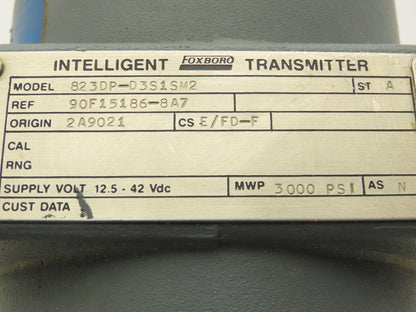 INTELLIGENT FOXBORO TRANSMITTER
MODEL 823DP-D3S1SM2 ST A
REF 90F15186-8A7
ORIGIN 2A9021 CS E/FD-F
CAL
RNG
SUPPLY VOLT 12.5 - 42 Vdc MWP 3000 PSI AS N
CUST DATA